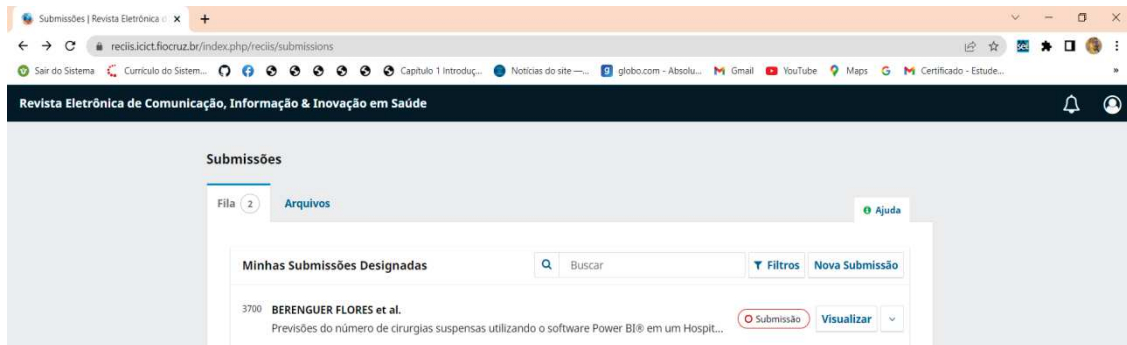 Submissões | Revista Eletrônica d
reciis.icict.fiocruz.br/index.php/reciis/submissions
Sair do Sistema Currículo do Sistem... Capítulo 1 Introduç... Notícias do site —... globo.com - Absolu... Gmail YouTube Maps Certificado - Estude... »
Revista Eletrônica de Comunicação, Informação & Inovação em Saúde
Submissões
Fila 2 Arquivos
Ajuda
Minhas Submissões Designadas Buscar Filtros Nova Submissão
3700 BERENGUER FLORES et al.
Previsões do número de cirurgias suspensas utilizando o software Power BI® em um Hospit...
Submissão Visualizar